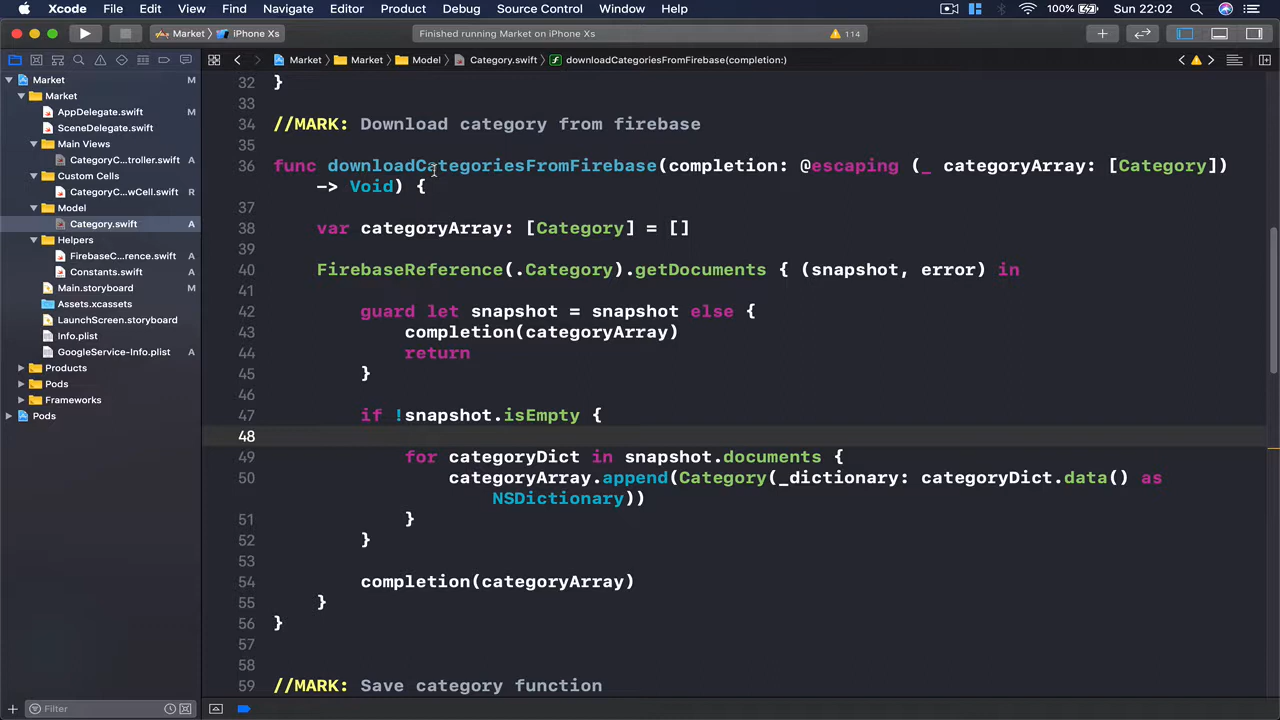 Xcode File Edit View Find Navigate Editor Product Debug Source Control Window Help 100% Sun 22:02
Market iPhone Xs Finished running Market on iPhone Xs 114
Market Market Model Category.swift downloadCategoriesFromFirebase(completion:)
Market M
Market
AppDelegate.swift M
SceneDelegate.swift
Main Views
CategoryC...troller.swift A
Custom Cells
CategoryC...wCell.swift R
Model
Category.swift A
Helpers
FirebaseC...rence.swift A
Constants.swift A
Main.storyboard M
Assets.xcassets
LaunchScreen.storyboard
Info.plist
GoogleService-Info.plist A
Products
Pods
Frameworks
Pods
Filter
32 }
33
34 //MARK: Download category from firebase
35
36 func downloadCategoriesFromFirebase(completion: @escaping (_ categoryArray: [Category])
-> Void) {
37
38 var categoryArray: [Category] = []
39
40 FirebaseReference(.Category).getDocuments { (snapshot, error) in
41
42 guard let snapshot = snapshot else {
43 completion(categoryArray)
44 return
45 }
46
47 if !snapshot.isEmpty {
48
49 for categoryDict in snapshot.documents {
50 categoryArray.append(Category(_dictionary: categoryDict.data() as
NSDictionary))
51 }
52 }
53
54 completion(categoryArray)
55 }
56 }
57
58
59 //MARK: Save category function